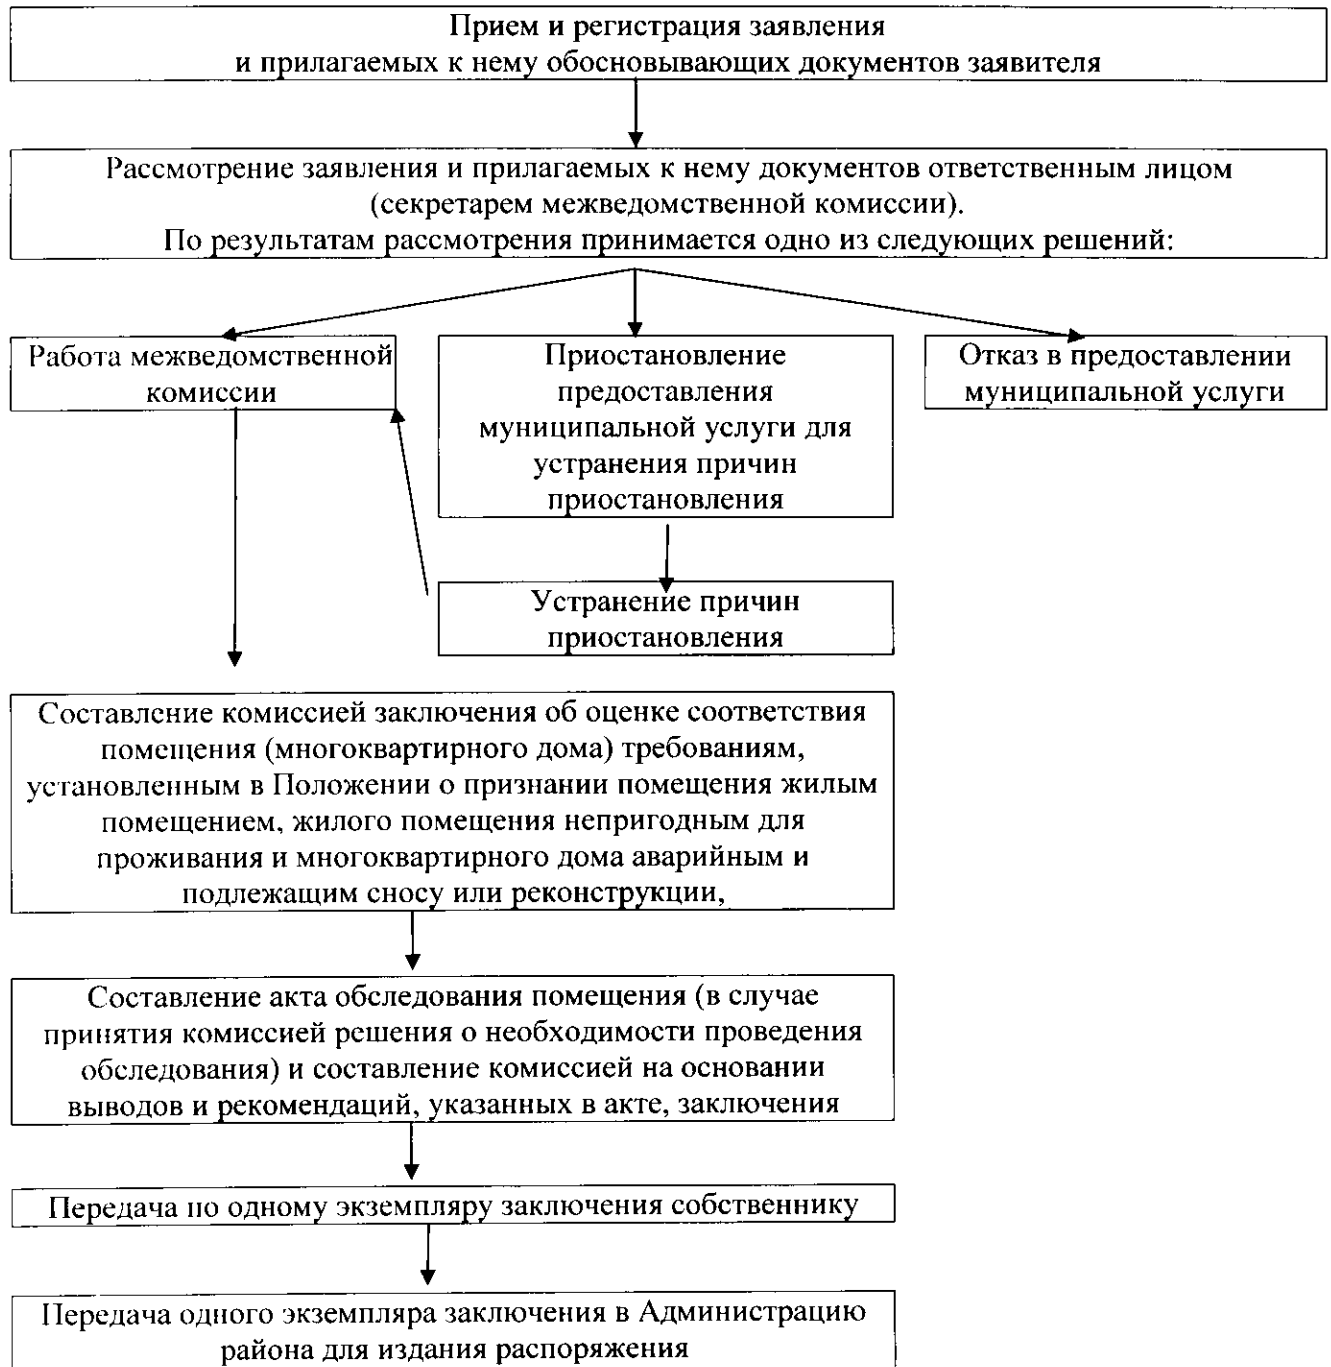 Прием и регистрация заявления
и прилагаемых к нему обосновывающих документов заявителя
Рассмотрение заявления и прилагаемых к нему документов ответственным лицом
(секретарем межведомственной комиссии).
По результатам рассмотрения принимается одно из следующих решений:
Работа межведомственной
комиссии
Приостановление
предоставления
муниципальной услуги для
устранения причин
приостановления
Отказ в предоставлении
муниципальной услуги
Устранение причин
приостановления
Составление комиссией заключения об оценке соответствия
помещения (многоквартирного дома) требованиям,
установленным в Положении о признании помещения жилым
помещением, жилого помещения непригодным для
проживания и многоквартирного дома аварийным и
подлежащим сносу или реконструкции,
Составление акта обследования помещения (в случае
принятия комиссией решения о необходимости проведения
обследования) и составление комиссией на основании
выводов и рекомендаций, указанных в акте, заключения
Передача по одному экземпляру заключения собственнику
Передача одного экземпляра заключения в Администрацию
района для издания распоряжения